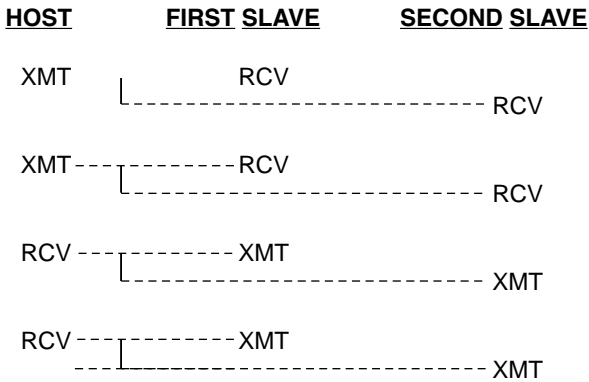 HOST FIRST SLAVE SECOND SLAVE
XMT RCV
RCV
XMT RCV
RCV
RCV XMT
XMT
RCV XMT
XMT